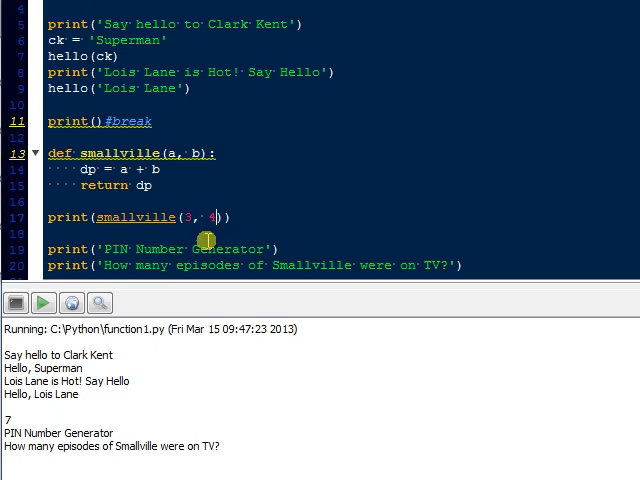 4
5 print('Say hello to Clark Kent')
6 ck = 'Superman'
7 hello(ck)
8 print('Lois Lane is Hot! Say Hello')
9 hello('Lois Lane')
10
11 print()#break
12
13 def smallville(a, b):
14 dp = a + b
15 return dp
16
17 print(smallville(3, 4))
18
19 print('PIN Number Generator')
20 print('How many episodes of Smallville were on TV?')
Running: C:\Python\function1.py (Fri Mar 15 09:47:23 2013)
Say hello to Clark Kent
Hello, Superman
Lois Lane is Hot! Say Hello
Hello, Lois Lane
7
PIN Number Generator
How many episodes of Smallville were on TV?